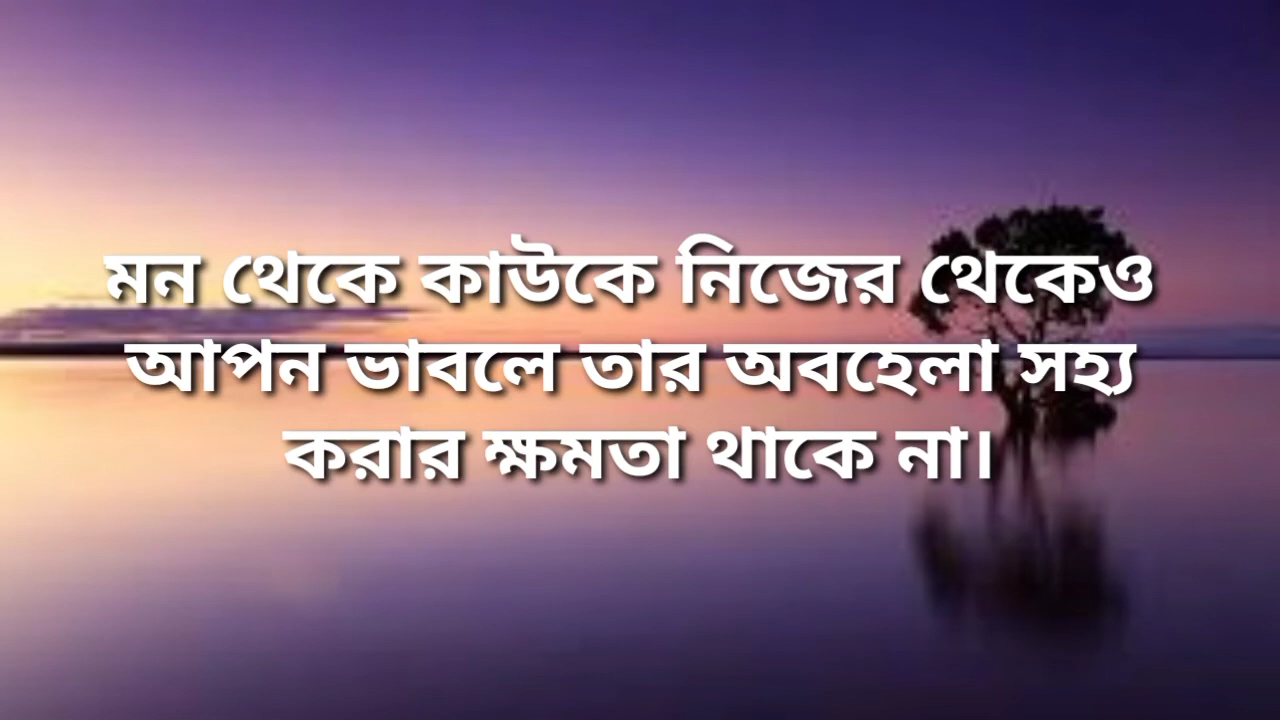 মন থেকে কাউকে নিজের থেকেও
আপন ভাবলে তার অবহেলা সহ্য
করার ক্ষমতা থাকে না।